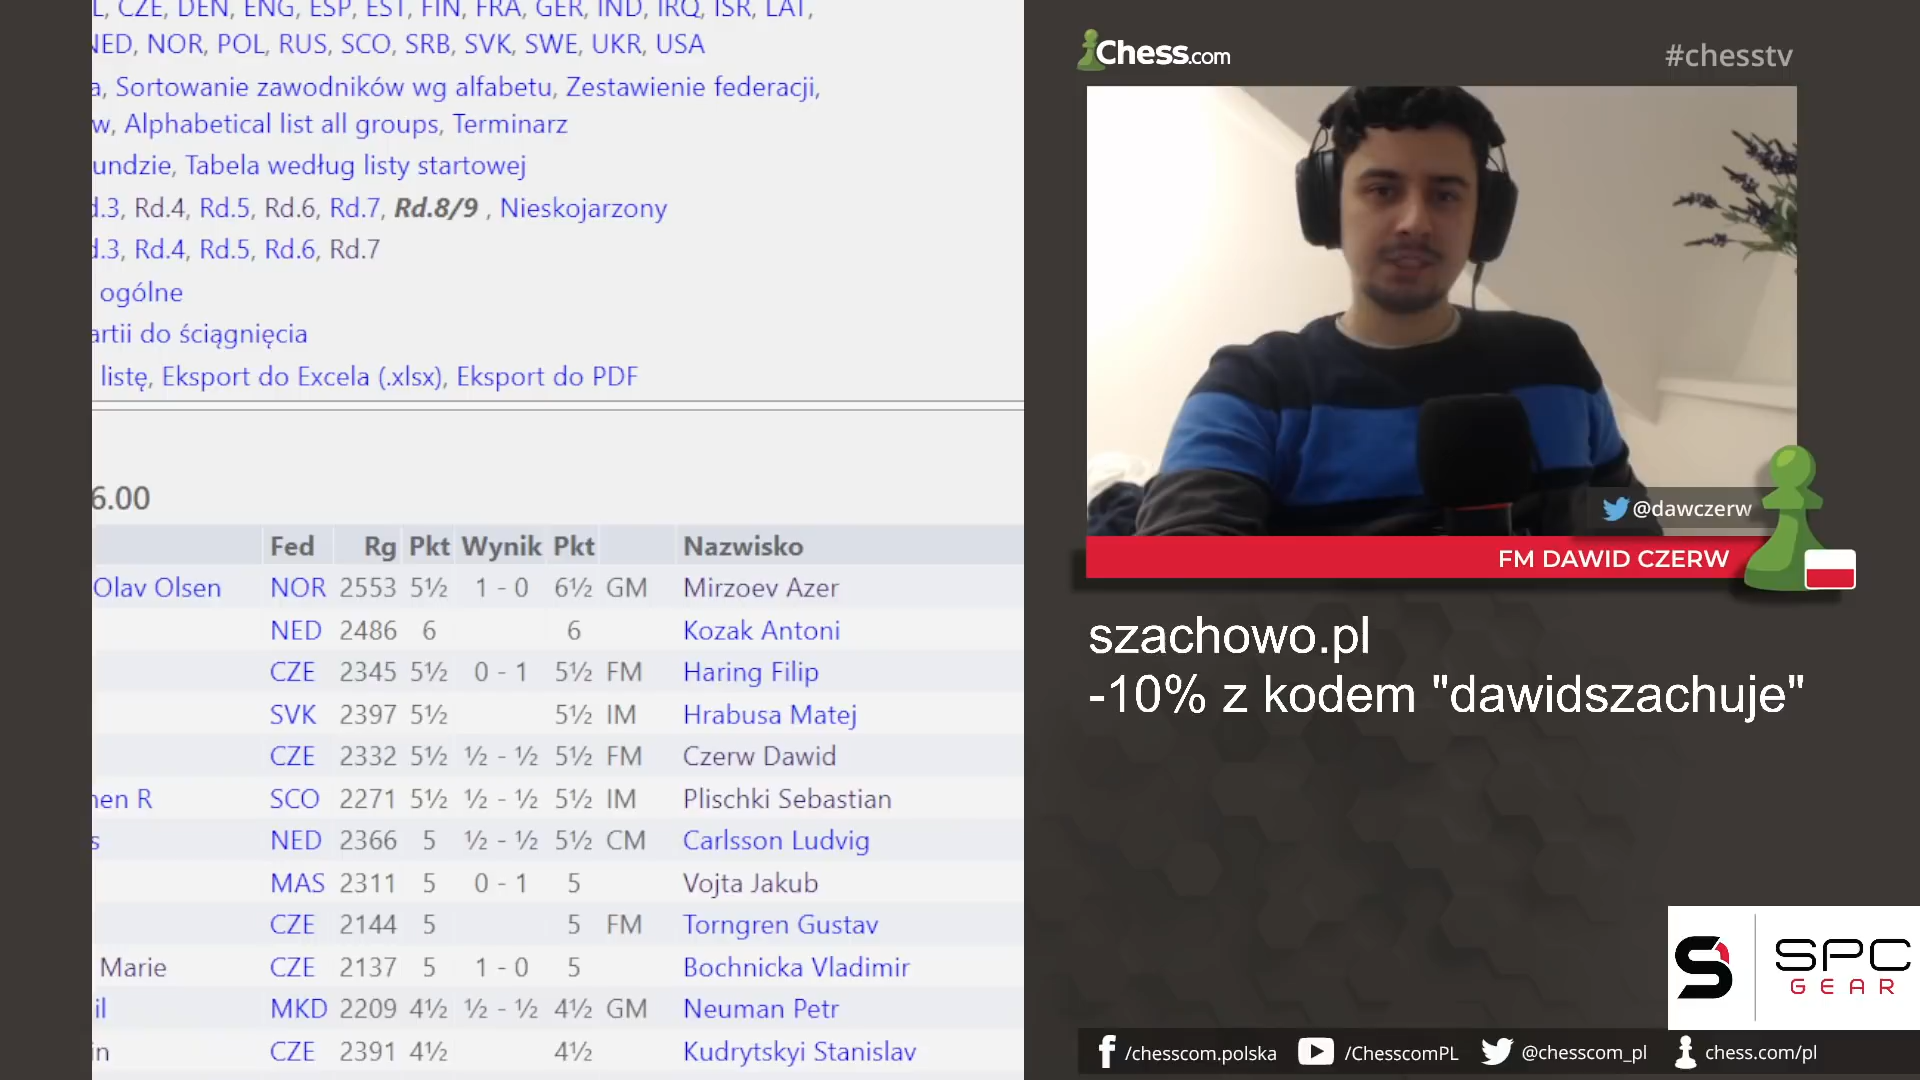 L, CZE, DEN, ENG, ESP, EST, FIN, FRA, GER, IND, IRQ, ISR, LAT,
NED, NOR, POL, RUS, SCO, SRB, SVK, SWE, UKR, USA
a, Sortowanie zawodników wg alfabetu, Zestawienie federacji,
w, Alphabetical list all groups, Terminarz
undzie, Tabela według listy startowej
d.3, Rd.4, Rd.5, Rd.6, Rd.7, Rd.8/9 , Nieskojarzony
d.3, Rd.4, Rd.5, Rd.6, Rd.7
ogólne
artii do ściągnięcia
listę, Eksport do Excela (.xlsx), Eksport do PDF
6.00
Fed Rg Pkt Wynik Pkt Nazwisko
Olav Olsen NOR 2553 5½ 1 - 0 6½ GM Mirzoev Azer
NED 2486 6 6 Kozak Antoni
CZE 2345 5½ 0 - 1 5½ FM Haring Filip
SVK 2397 5½ 5½ IM Hrabusa Matej
CZE 2332 5½ ½ - ½ 5½ FM Czerw Dawid
hen R SCO 2271 5½ ½ - ½ 5½ IM Plischki Sebastian
s NED 2366 5 ½ - ½ 5½ CM Carlsson Ludvig
MAS 2311 5 0 - 1 5 Vojta Jakub
CZE 2144 5 5 FM Torngren Gustav
Marie CZE 2137 5 1 - 0 5 Bochnicka Vladimir
il MKD 2209 4½ ½ - ½ 4½ GM Neuman Petr
in CZE 2391 4½ 4½ Kudrytskyi Stanislav
Chess.com
#chesstv
@dawczerw
FM DAWID CZERW
szachowo.pl
-10% z kodem "dawidszachuje"
SPC
GEAR
/chesscom.polska /ChesscomPL @chesscom_pl chess.com/pl